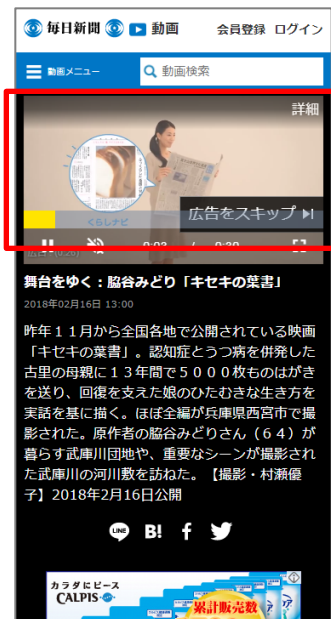 毎日新聞 動画 会員登録 ログイン
動画メニュー 動画検索
詳細
くらしナビ
広告をスキップ
0:03 / 0:30
広告 (0:26)
舞台をゆく：脇谷みどり「キセキの葉書」
2018年02月16日 13:00
昨年１１月から全国各地で公開されている映画
「キセキの葉書」。認知症とうつ病を併発した
古里の母親に１３年間で５０００枚ものはがき
を送り、回復を支えた娘のひたむきな生き方を
実話を基に描く。ほぼ全編が兵庫県西宮市で撮
影された。原作者の脇谷みどりさん（６４）が
暮らす武庫川団地や、重要なシーンが撮影され
た武庫川の河川敷を訪ねた。【撮影・村瀬優
子】2018年2月16日公開
LINE B! f
カラダにピース
CALPIS
累計販売数